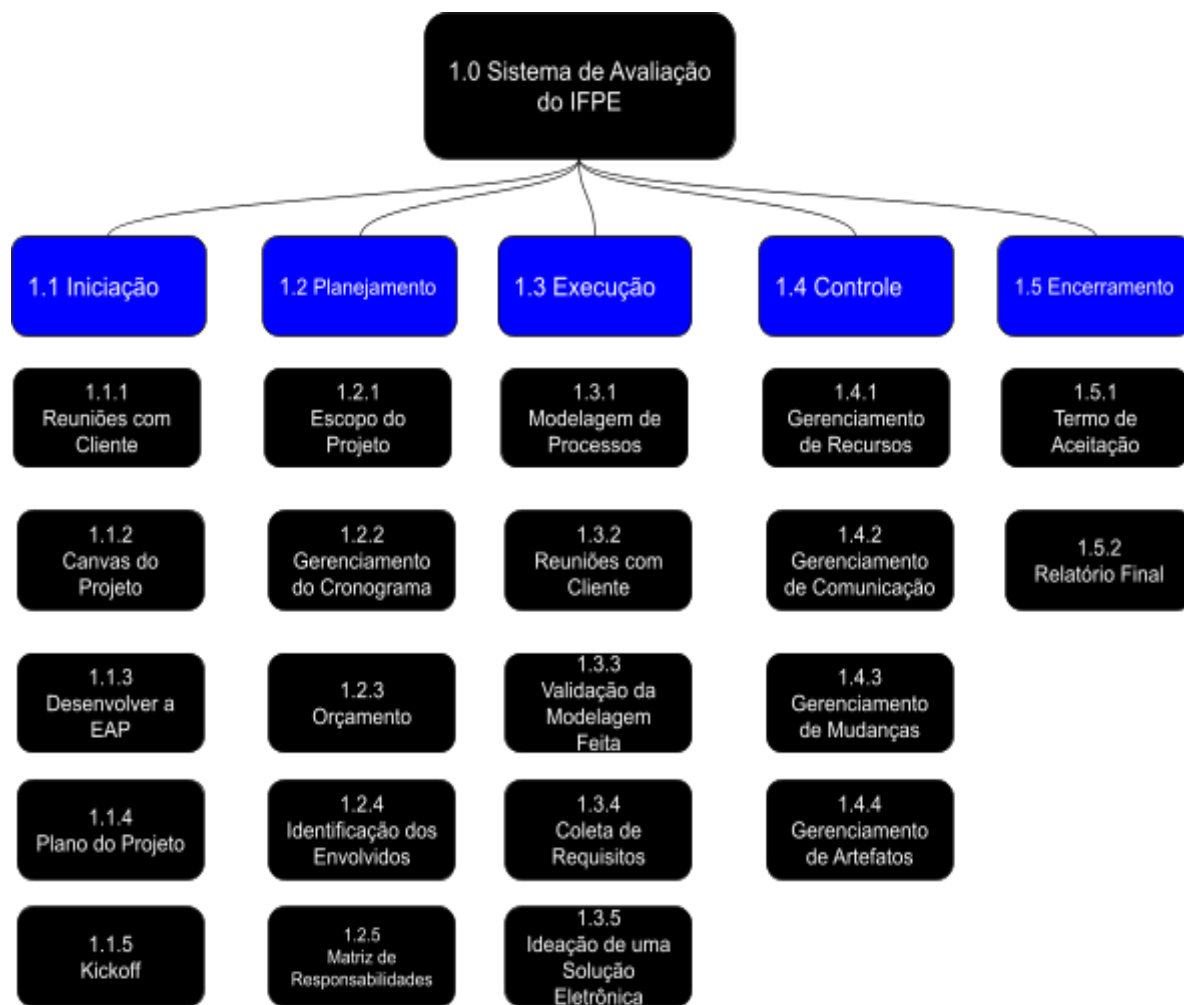 1.0 Sistema de Avaliação
do IFPE
1.1 Iniciação
1.2 Planejamento
1.3 Execução
1.4 Controle
1.5 Encerramento
1.1.1
Reuniões com
Cliente
1.2.1
Escopo do
Projeto
1.3.1
Modelagem de
Processos
1.4.1
Gerenciamento
de Recursos
1.5.1
Termo de
Aceitação
1.1.2
Canvas do
Projeto
1.2.2
Gerenciamento
do Cronograma
1.3.2
Reuniões com
Cliente
1.4.2
Gerenciamento
de Comunicação
1.5.2
Relatório Final
1.1.3
Desenvolver a
EAP
1.2.3
Orçamento
1.3.3
Validação da
Modelagem
Feita
1.4.3
Gerenciamento
de Mudanças
1.1.4
Plano do Projeto
1.2.4
Identificação dos
Envolvidos
1.3.4
Coleta de
Requisitos
1.4.4
Gerenciamento
de Artefatos
1.1.5
Kickoff
1.2.5
Matriz de
Responsabilidades
1.3.5
Ideação de uma
Solução
Eletrônica